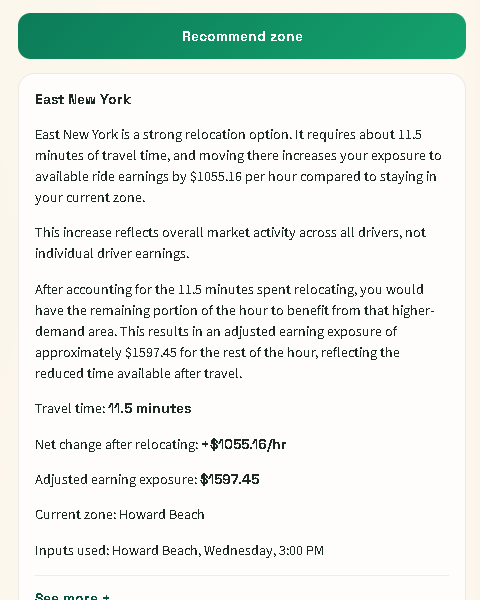 Recommend zone
East New York
East New York is a strong relocation option. It requires about 11.5
minutes of travel time, and moving there increases your exposure to
available ride earnings by $1055.16 per hour compared to staying in
your current zone.
This increase reflects overall market activity across all drivers, not
individual driver earnings.
After accounting for the 11.5 minutes spent relocating, you would
have the remaining portion of the hour to benefit from that higher-
demand area. This results in an adjusted earning exposure of
approximately $1597.45 for the rest of the hour, reflecting the
reduced time available after travel.
Travel time: 11.5 minutes
Net change after relocating: +$1055.16/hr
Adjusted earning exposure: $1597.45
Current zone: Howard Beach
Inputs used: Howard Beach, Wednesday, 3:00 PM
See more +